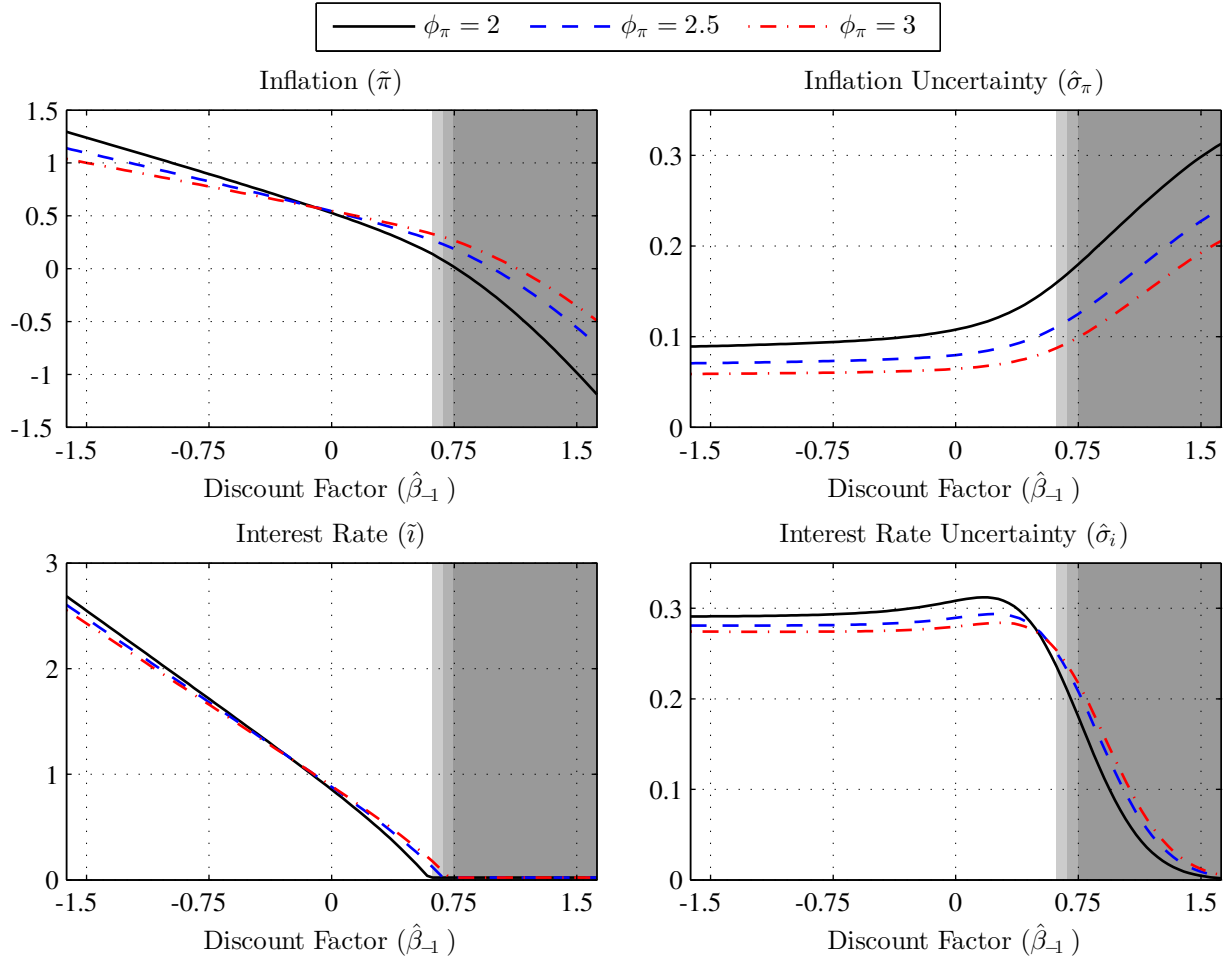 ϕπ = 2 ϕπ = 2.5 ϕπ = 3
Inflation (π̃)
1.5
1
0.5
0
-0.5
-1
-1.5
-1.5 -0.75 0 0.75 1.5
Discount Factor (β̂−1)
Inflation Uncertainty (σ̂π)
0.3
0.2
0.1
0
-1.5 -0.75 0 0.75 1.5
Discount Factor (β̂−1)
Interest Rate (ı̃)
3
2
1
0
-1.5 -0.75 0 0.75 1.5
Discount Factor (β̂−1)
Interest Rate Uncertainty (σ̂i)
0.3
0.2
0.1
0
-1.5 -0.75 0 0.75 1.5
Discount Factor (β̂−1)